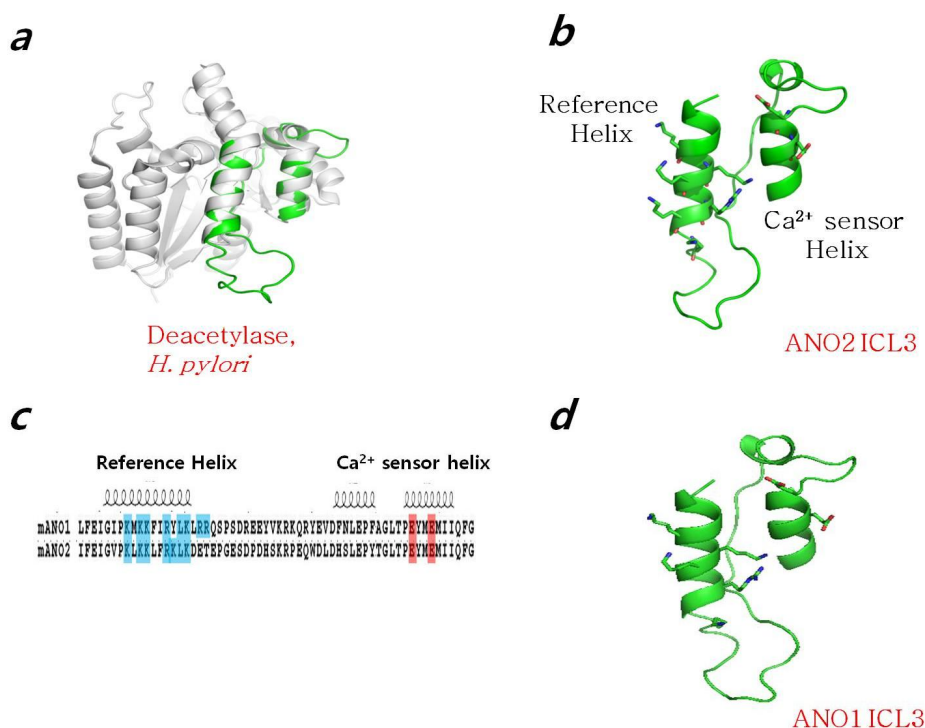 a
b
Reference
Helix
Ca²⁺ sensor
Helix
Deacetylase,
H. pylori
ANO2 ICL3
c
d
Reference Helix Ca²⁺ sensor helix
mANO1 LFEIGIPKMKKFIRYLKLRRQSPSDREEYVKRKQRYEVDFNLEPFAGLTPEYMEMIIQFG
mANO2 IFEIGVPKLKKLFRKLKDETEPGESDPDHSKRPEQWDLDHSLEPYTGLTPEYMEMIIQFG
ANO1 ICL3